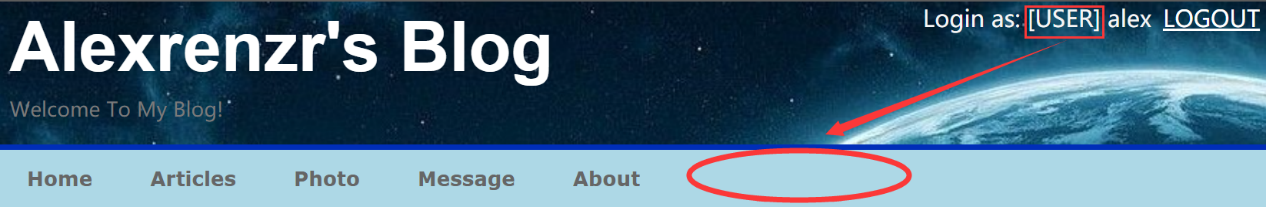 Login as: [USER] alex LOGOUT
Alexrenzr's Blog
Welcome To My Blog!
Home Articles Photo Message About